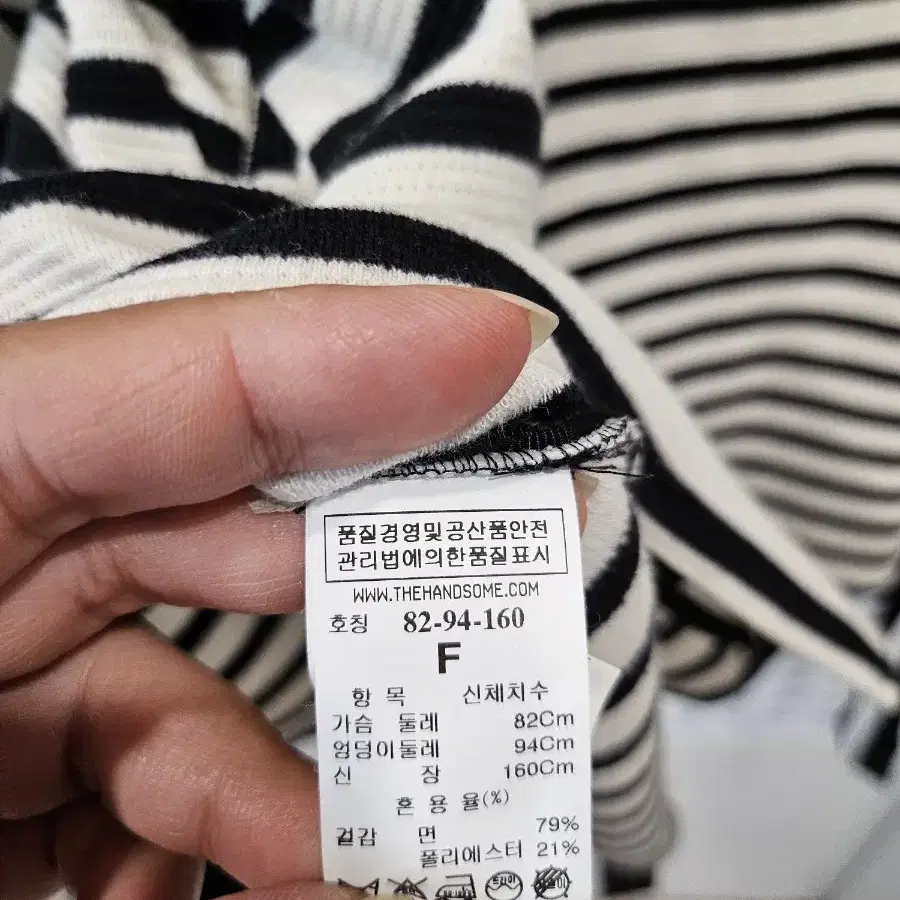 품질경영및공산품안전
관리법에의한품질표시
WWW.THEHANDSOME.COM
호칭 82-94-160
F
항 목 신체치수
가슴 둘레 82Cm
엉덩이둘레 94Cm
신 장 160Cm
혼 용 율(%)
겉감 면 79%
폴리에스터 21%